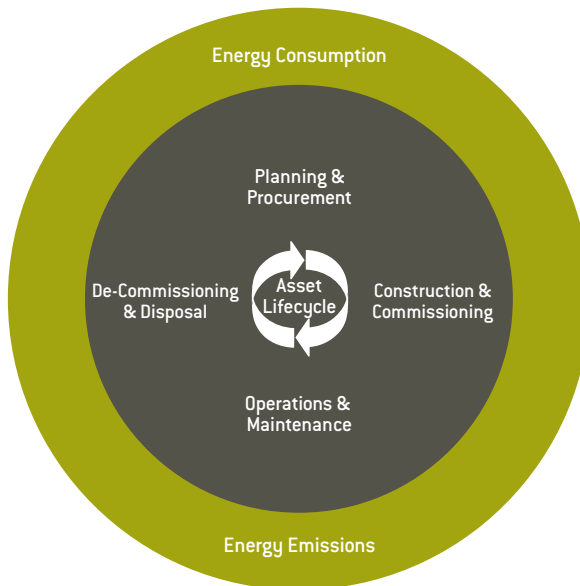 Energy Consumption
Planning &
Procurement
De-Commissioning
& Disposal
Asset
Lifecycle
Construction &
Commissioning
Operations &
Maintenance
Energy Emissions